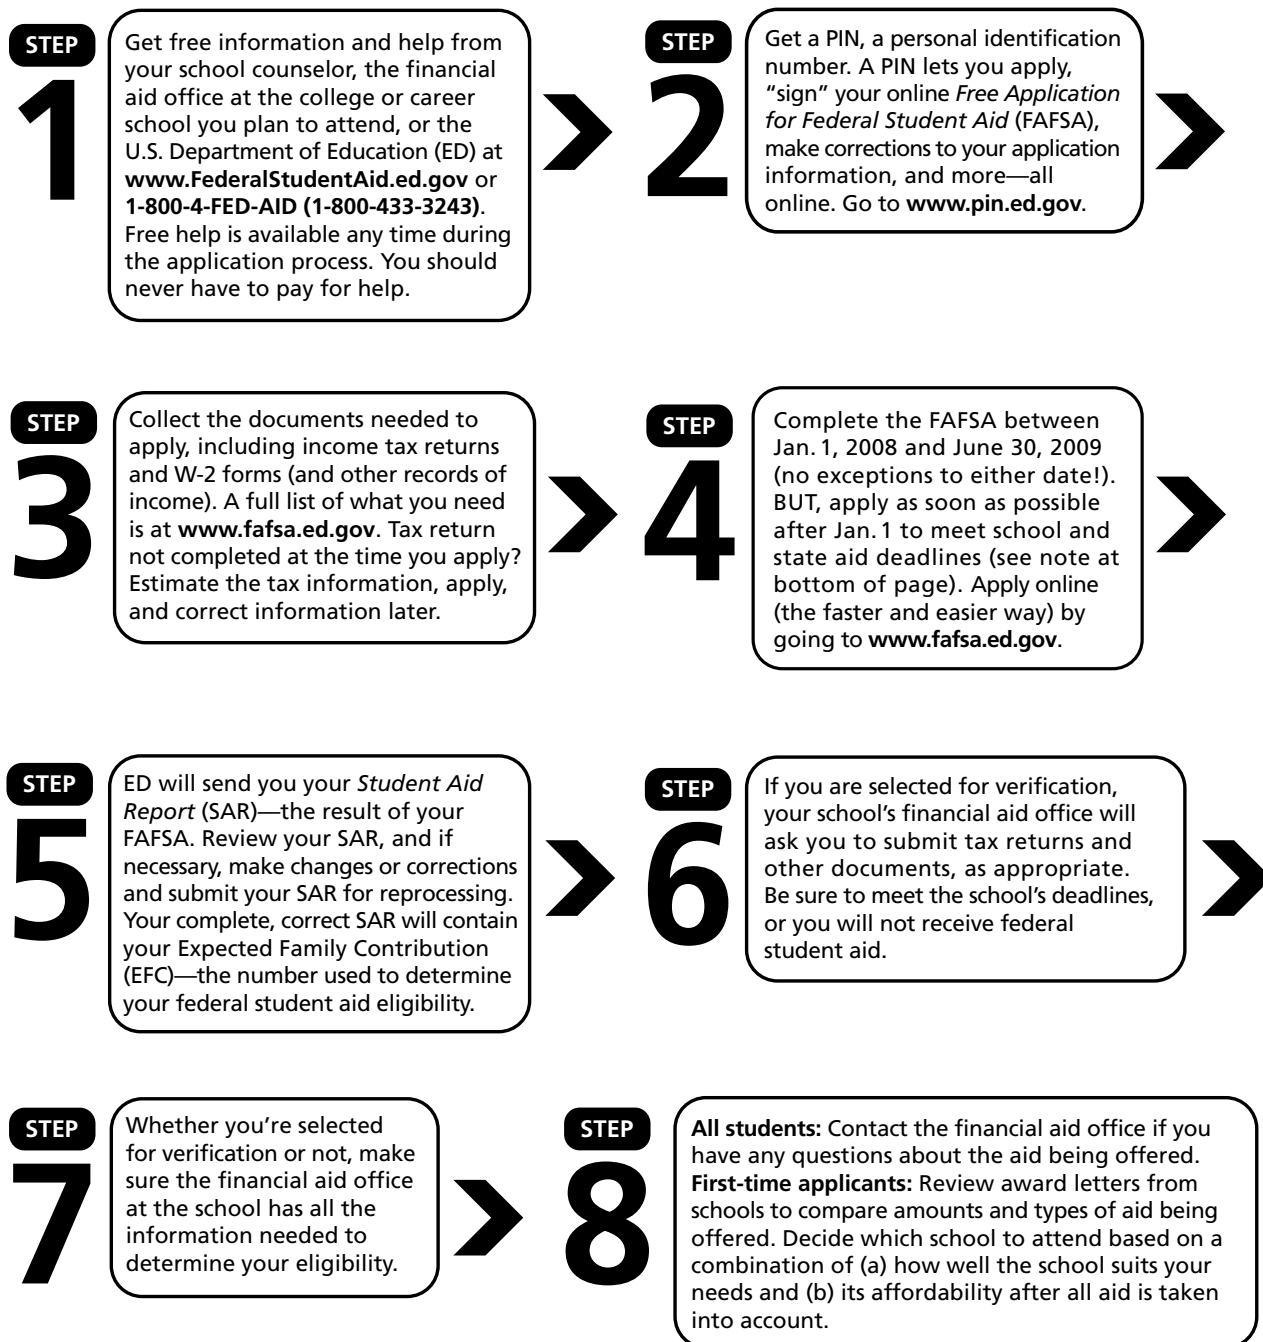 STEP
1
Get free information and help from
your school counselor, the financial
aid office at the college or career
school you plan to attend, or the
U.S. Department of Education (ED) at
www.FederalStudentAid.ed.gov or
1-800-4-FED-AID (1-800-433-3243).
Free help is available any time during
the application process. You should
never have to pay for help.
STEP
2
Get a PIN, a personal identification
number. A PIN lets you apply,
“sign” your online Free Application
for Federal Student Aid (FAFSA),
make corrections to your application
information, and more—all
online. Go to www.pin.ed.gov.
STEP
3
Collect the documents needed to
apply, including income tax returns
and W-2 forms (and other records of
income). A full list of what you need
is at www.fafsa.ed.gov. Tax return
not completed at the time you apply?
Estimate the tax information, apply,
and correct information later.
STEP
4
Complete the FAFSA between
Jan. 1, 2008 and June 30, 2009
(no exceptions to either date!).
BUT, apply as soon as possible
after Jan. 1 to meet school and
state aid deadlines (see note at
bottom of page). Apply online
(the faster and easier way) by
going to www.fafsa.ed.gov.
STEP
5
ED will send you your Student Aid
Report (SAR)—the result of your
FAFSA. Review your SAR, and if
necessary, make changes or corrections
and submit your SAR for reprocessing.
Your complete, correct SAR will contain
your Expected Family Contribution
(EFC)—the number used to determine
your federal student aid eligibility.
STEP
6
If you are selected for verification,
your school’s financial aid office will
ask you to submit tax returns and
other documents, as appropriate.
Be sure to meet the school’s deadlines,
or you will not receive federal
student aid.
STEP
7
Whether you’re selected
for verification or not, make
sure the financial aid office
at the school has all the
information needed to
determine your eligibility.
STEP
8
All students: Contact the financial aid office if you
have any questions about the aid being offered.
First-time applicants: Review award letters from
schools to compare amounts and types of aid being
offered. Decide which school to attend based on a
combination of (a) how well the school suits your
needs and (b) its affordability after all aid is taken
into account.